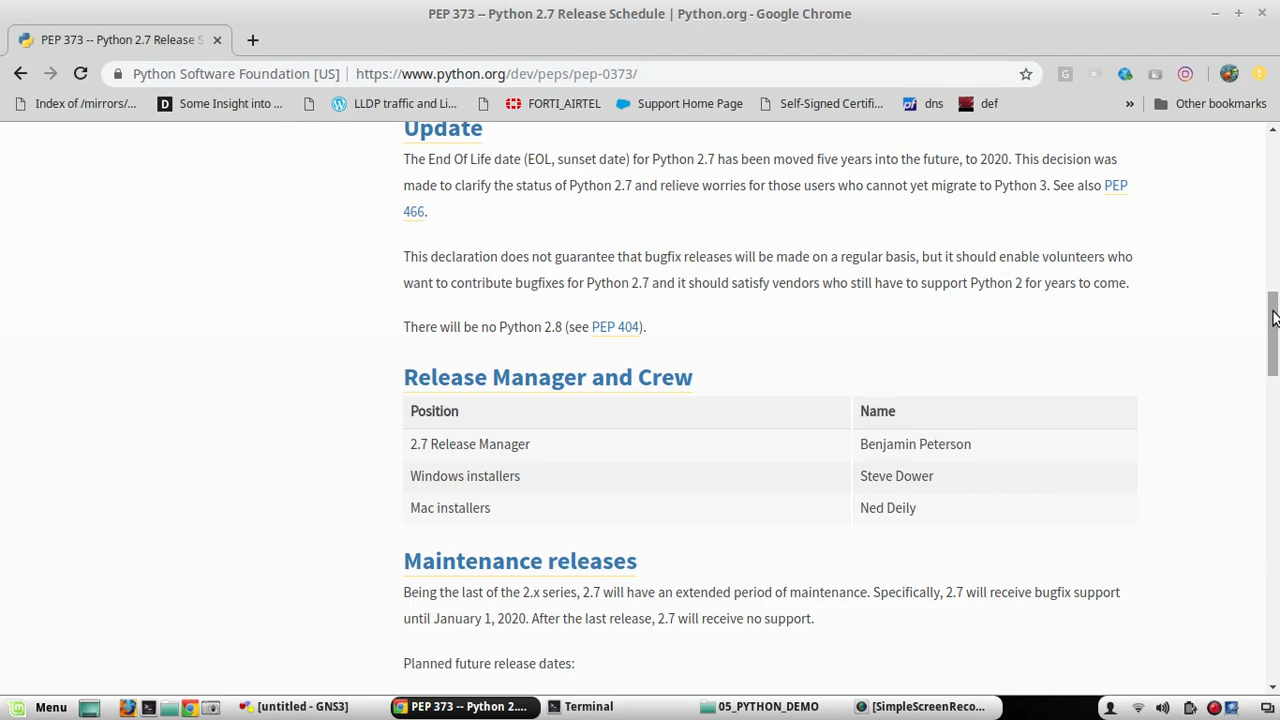 PEP 373 -- Python 2.7 Release Schedule | Python.org - Google Chrome
PEP 373 -- Python 2.7 Release S
Python Software Foundation [US] https://www.python.org/dev/peps/pep-0373/
Index of /mirrors/... Some Insight into ... LLDP traffic and Li... FORTI_AIRTEL Support Home Page Self-Signed Certifi... dns def » Other bookmarks
Update
The End Of Life date (EOL, sunset date) for Python 2.7 has been moved five years into the future, to 2020. This decision was
made to clarify the status of Python 2.7 and relieve worries for those users who cannot yet migrate to Python 3. See also PEP
466.
This declaration does not guarantee that bugfix releases will be made on a regular basis, but it should enable volunteers who
want to contribute bugfixes for Python 2.7 and it should satisfy vendors who still have to support Python 2 for years to come.
There will be no Python 2.8 (see PEP 404).
Release Manager and Crew
Position Name
2.7 Release Manager Benjamin Peterson
Windows installers Steve Dower
Mac installers Ned Deily
Maintenance releases
Being the last of the 2.x series, 2.7 will have an extended period of maintenance. Specifically, 2.7 will receive bugfix support
until January 1, 2020. After the last release, 2.7 will receive no support.
Planned future release dates:
Menu [untitled - GNS3] PEP 373 -- Python 2.... Terminal 05_PYTHON_DEMO [SimpleScreenReco...